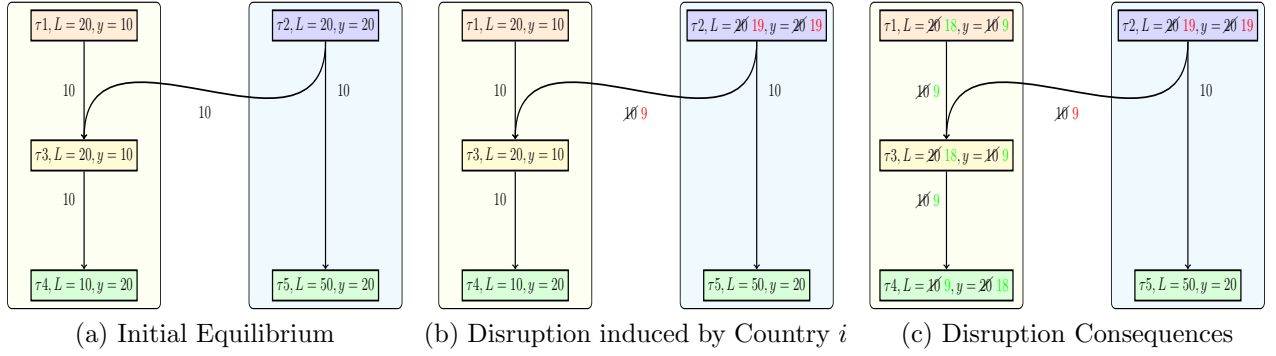 τ1, L = 20, y = 10
τ2, L = 20, y = 20
10
10
10
τ3, L = 20, y = 10
10
τ4, L = 10, y = 20
τ5, L = 50, y = 20
(a) Initial Equilibrium
τ1, L = 20, y = 10
τ2, L = 20 19, y = 20 19
10
10
10 9
τ3, L = 20, y = 10
10
τ4, L = 10, y = 20
τ5, L = 50, y = 20
(b) Disruption induced by Country i
τ1, L = 20 18, y = 10 9
τ2, L = 20 19, y = 20 19
10 9
10
10 9
τ3, L = 20 18, y = 10 9
10 9
τ4, L = 10 9, y = 20 18
τ5, L = 50, y = 20
(c) Disruption Consequences